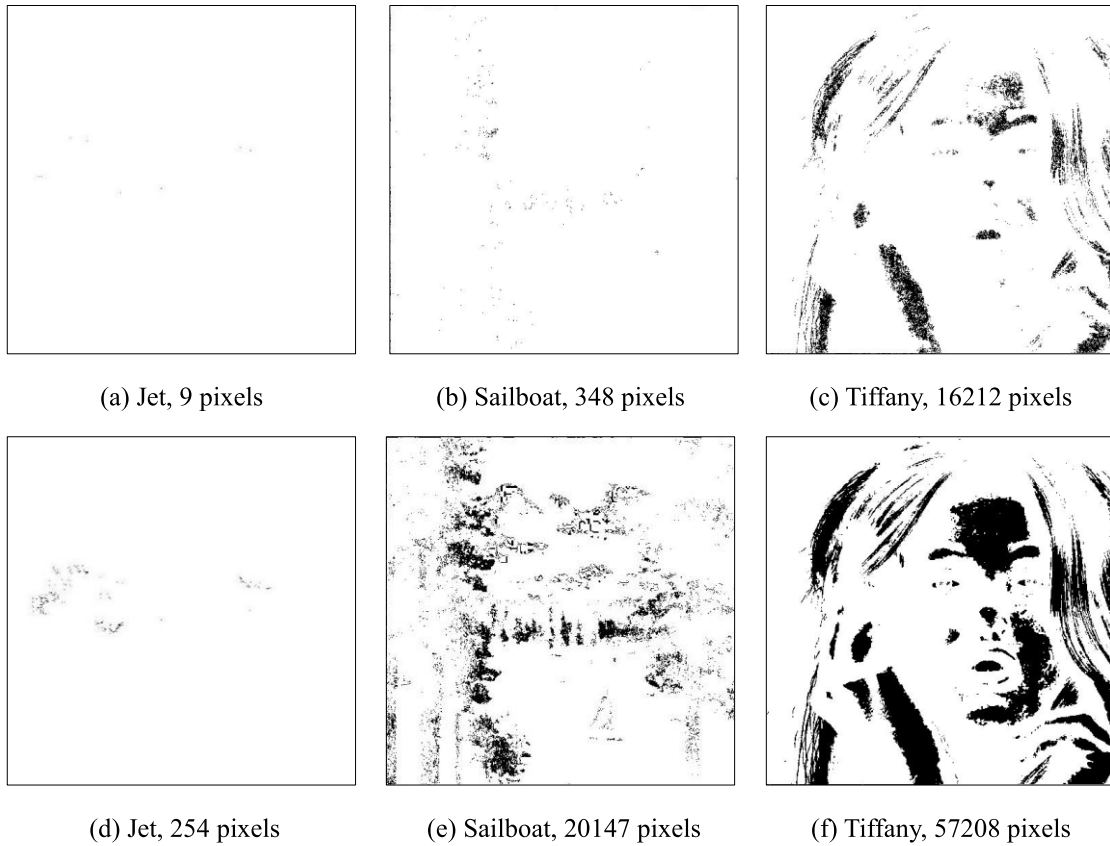 (a) Jet, 9 pixels
(b) Sailboat, 348 pixels
(c) Tiffany, 16212 pixels
(d) Jet, 254 pixels
(e) Sailboat, 20147 pixels
(f) Tiffany, 57208 pixels